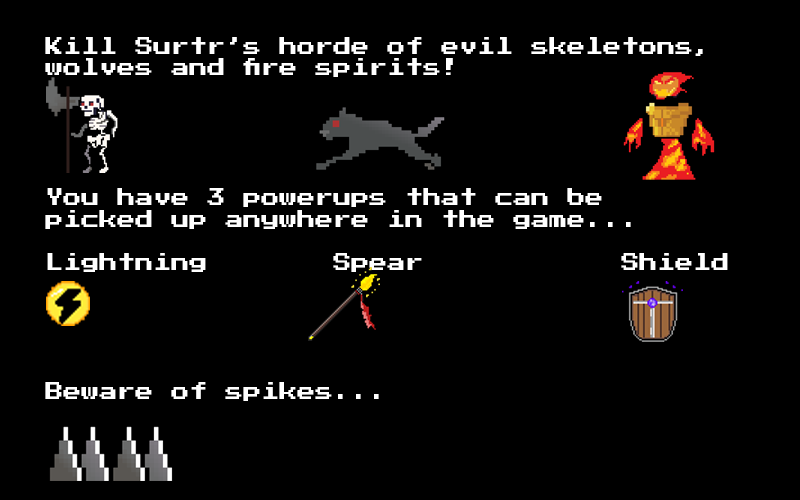 Kill Surtr's horde of evil skeletons,
wolves and fire spirits!
You have 3 powerups that can be
picked up anywhere in the game...
Lightning Spear Shield
Beware of spikes...